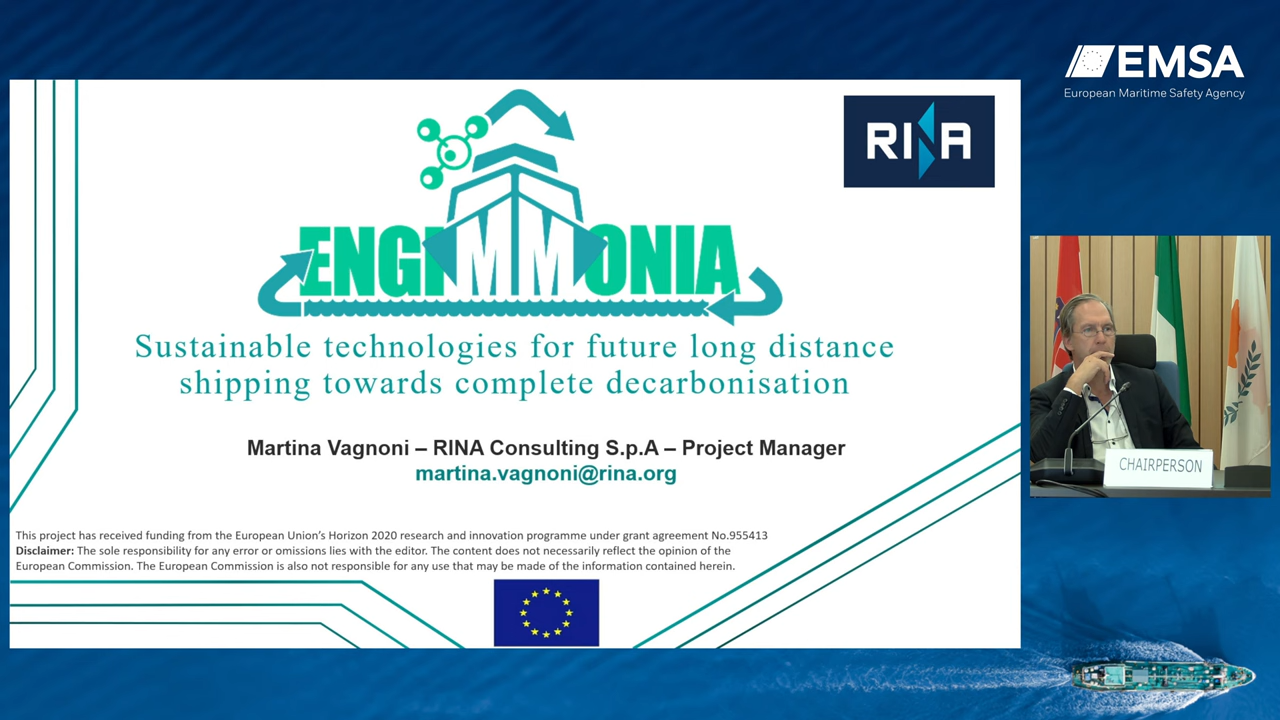 EMSA
European Maritime Safety Agency
RINA
ENGIMMONIA
Sustainable technologies for future long distance
shipping towards complete decarbonisation
Martina Vagnoni – RINA Consulting S.p.A – Project Manager
martina.vagnoni@rina.org
This project has received funding from the European Union’s Horizon 2020 research and innovation programme under grant agreement No.955413
Disclaimer: The sole responsibility for any error or omissions lies with the editor. The content does not necessarily reflect the opinion of the
European Commission. The European Commission is also not responsible for any use that may be made of the information contained herein.
CHAIRPERSON